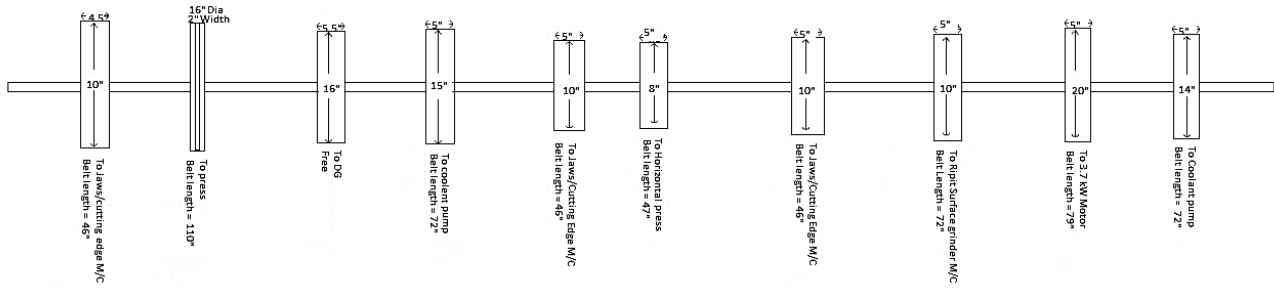 4.5"
10"
To Jaws/cutting edge M/C
Belt length = 46"
16" Dia
2" Width
To press
Belt length = 110"
5.5"
16"
To DG
Free
5"
15"
To coolent pump
Belt length = 72"
5"
10"
To Jaws/Cutting Edge M/C
Belt length = 46"
5"
8"
To Horizontal press
Belt length = 47"
5"
10"
To Jaws/Cutting Edge M/C
Belt length = 46"
5"
10"
To Ripit Surface grinder M/C
Belt Length = 72"
5"
20"
To 3.7 kW Motor
Belt length = 79"
5"
14"
To Coolant pump
Belt length = 72"